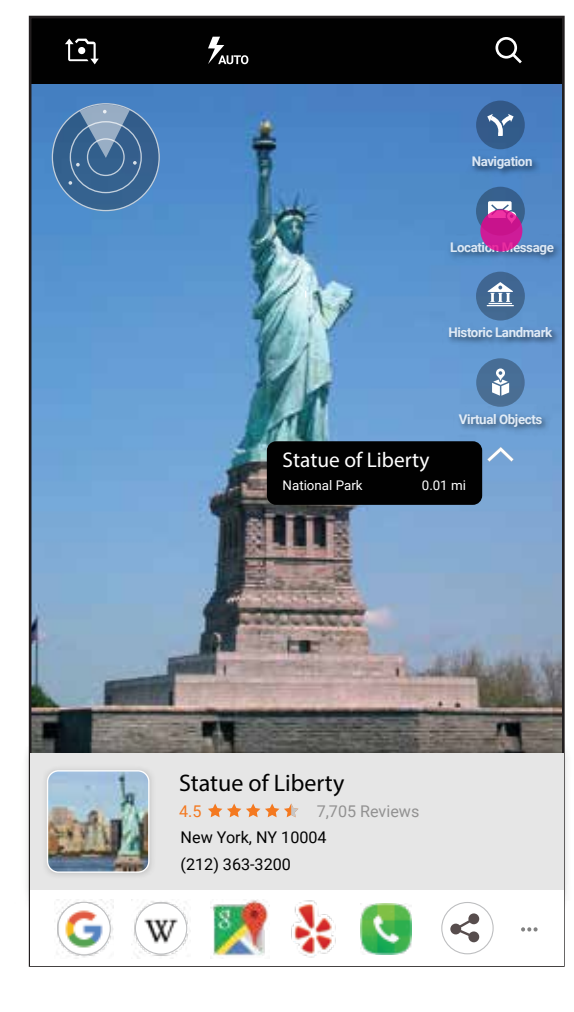 AUTO
Navigation
Location Message
Historic Landmark
Virtual Objects
Statue of Liberty
National Park 0.01 mi
Statue of Liberty
4.5 7,705 Reviews
New York, NY 10004
(212) 363-3200
G W 8